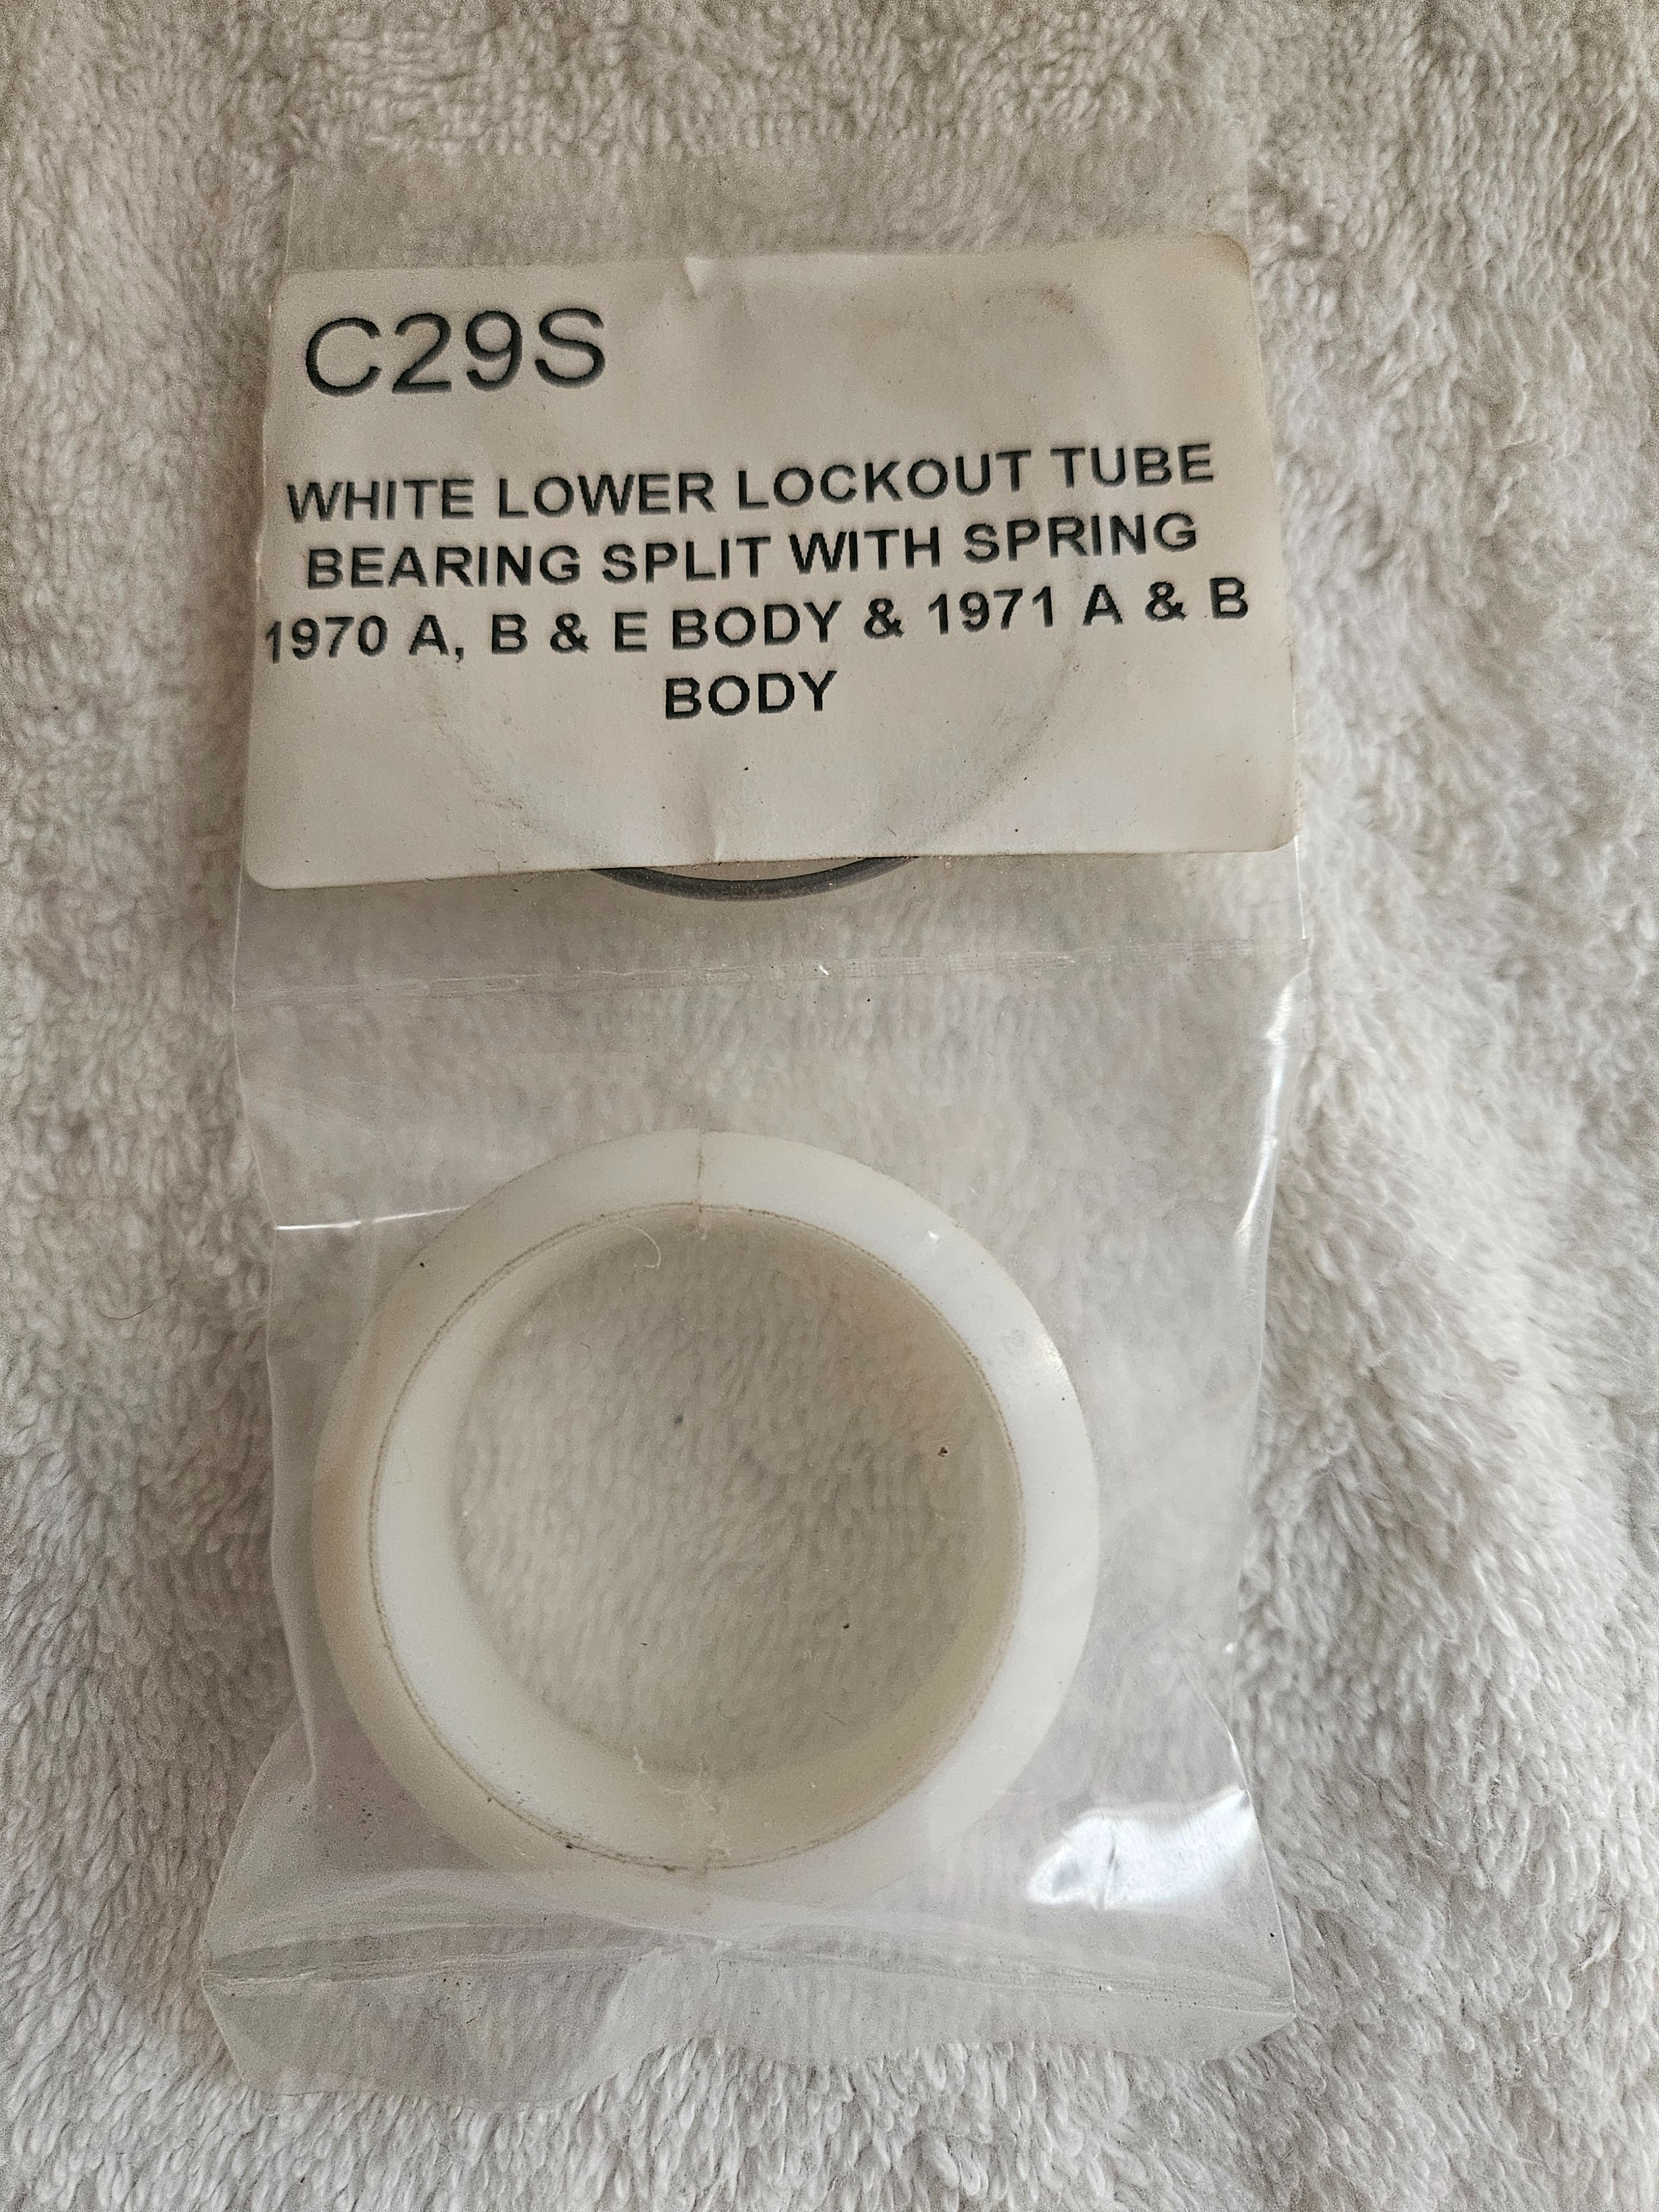 C29S
WHITE LOWER LOCKOUT TUBE
BEARING SPLIT WITH SPRING
1970 A, B & E BODY & 1971 A & B
BODY